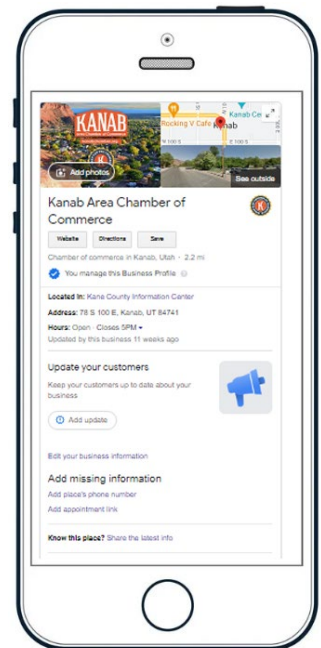 KANAB
Area Chamber of Commerce
Rocking V Cafe
Kanab Ce
Kanab
W 100 S
E 100 S
Add photos
See outside
Kanab Area Chamber of
Commerce
K
Website
Directions
Save
Chamber of commerce in Kanab, Utah · 2.2 mi
You manage this Business Profile
Located in: Kane County Information Center
Address: 78 S 100 E, Kanab, UT 84741
Hours: Open · Closes 5PM
Updated by this business 11 weeks ago
Update your customers
Keep your customers up to date about your
business
Add update
Edit your business information
Add missing information
Add place's phone number
Add appointment link
Know this place? Share the latest info